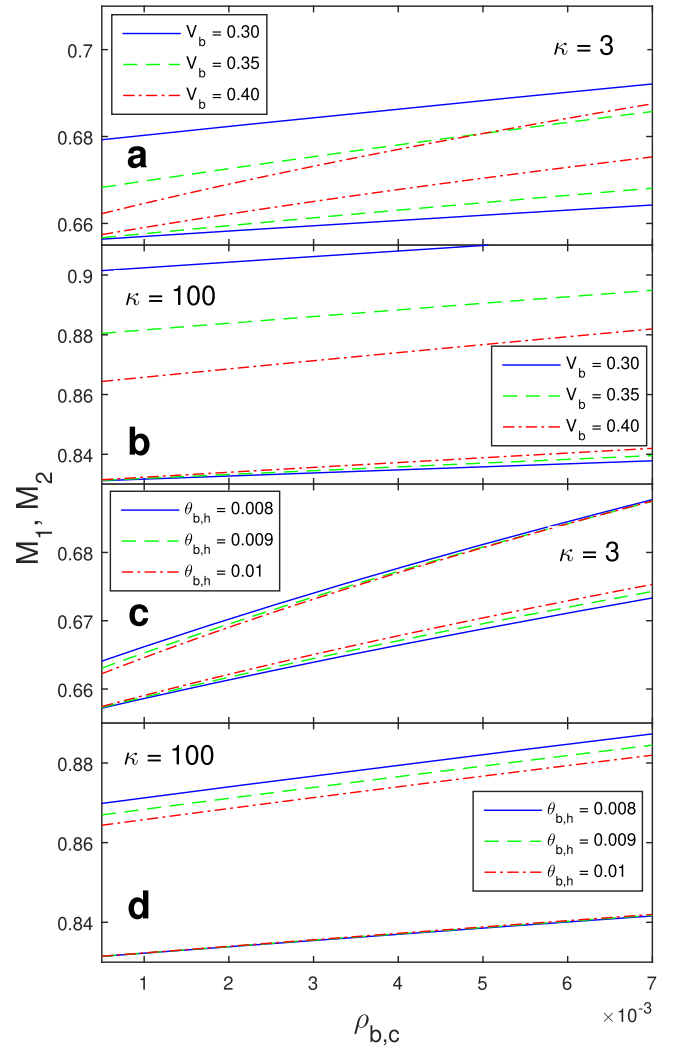 V_b = 0.30
V_b = 0.35
V_b = 0.40
κ = 3
0.7
0.68
0.66
a
0.9
κ = 100
0.88
0.86
0.84
V_b = 0.30
V_b = 0.35
V_b = 0.40
b
M_1, M_2
θ_b,h = 0.008
θ_b,h = 0.009
θ_b,h = 0.01
κ = 3
0.68
0.67
0.66
c
κ = 100
0.88
0.86
0.84
θ_b,h = 0.008
θ_b,h = 0.009
θ_b,h = 0.01
d
1 2 3 4 5 6 7
×10^-3
ρ_b,c